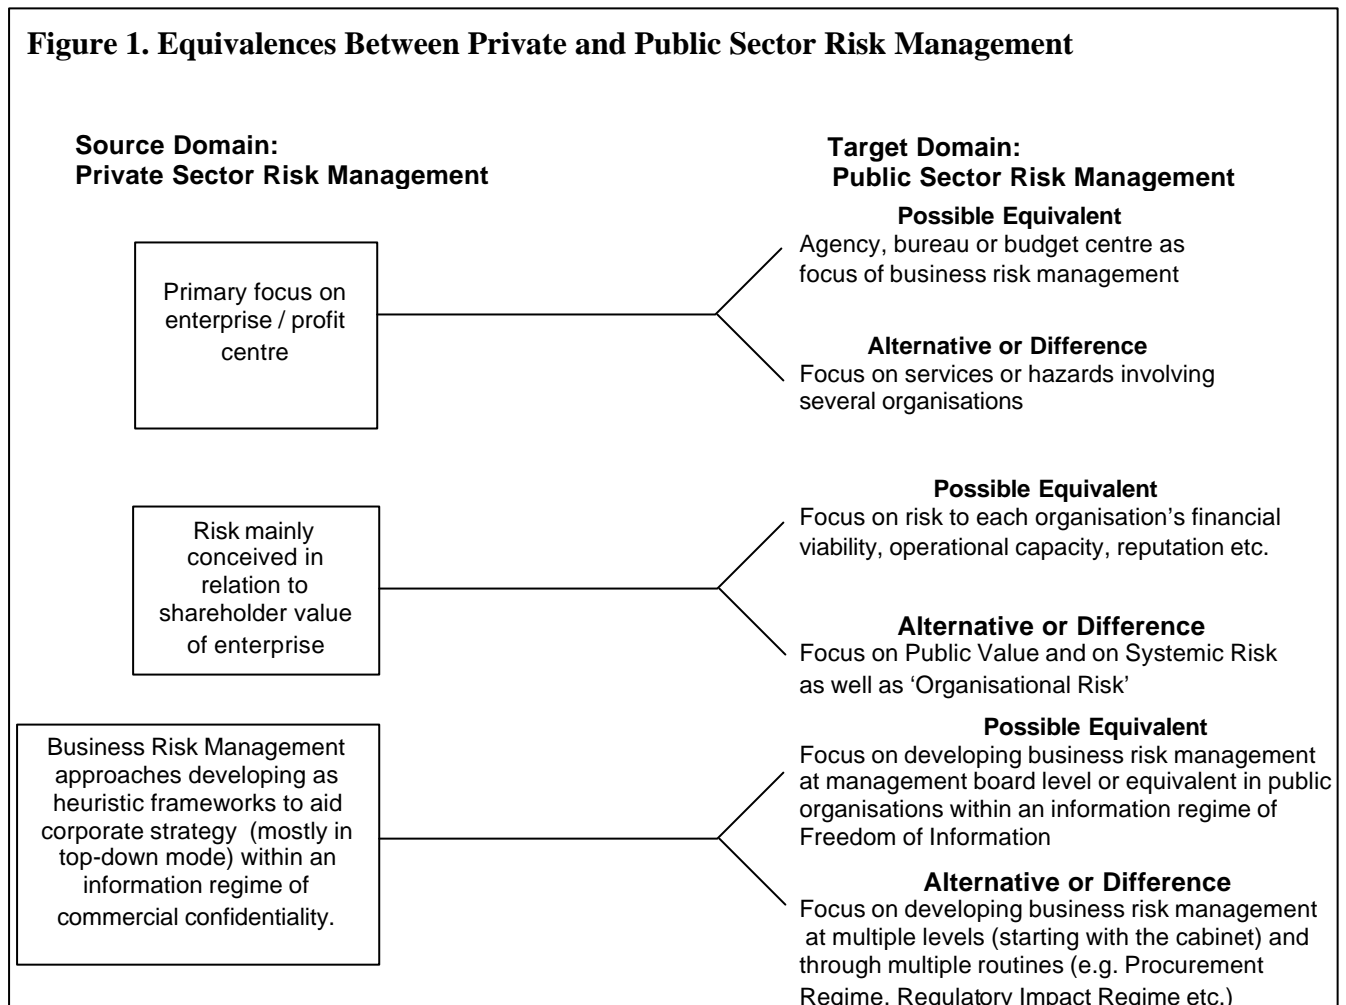 Figure 1. Equivalences Between Private and Public Sector Risk Management
Source Domain:
Private Sector Risk Management
Target Domain:
Public Sector Risk Management
Primary focus on
enterprise / profit
centre
Possible Equivalent
Agency, bureau or budget centre as
focus of business risk management
Alternative or Difference
Focus on services or hazards involving
several organisations
Risk mainly
conceived in
relation to
shareholder value
of enterprise
Possible Equivalent
Focus on risk to each organisation’s financial
viability, operational capacity, reputation etc.
Alternative or Difference
Focus on Public Value and on Systemic Risk
as well as ‘Organisational Risk’
Business Risk Management
approaches developing as
heuristic frameworks to aid
corporate strategy (mostly in
top-down mode) within an
information regime of
commercial confidentiality.
Possible Equivalent
Focus on developing business risk management
at management board level or equivalent in public
organisations within an information regime of
Freedom of Information
Alternative or Difference
Focus on developing business risk management
at multiple levels (starting with the cabinet) and
through multiple routines (e.g. Procurement
Regime, Regulatory Impact Regime etc.)